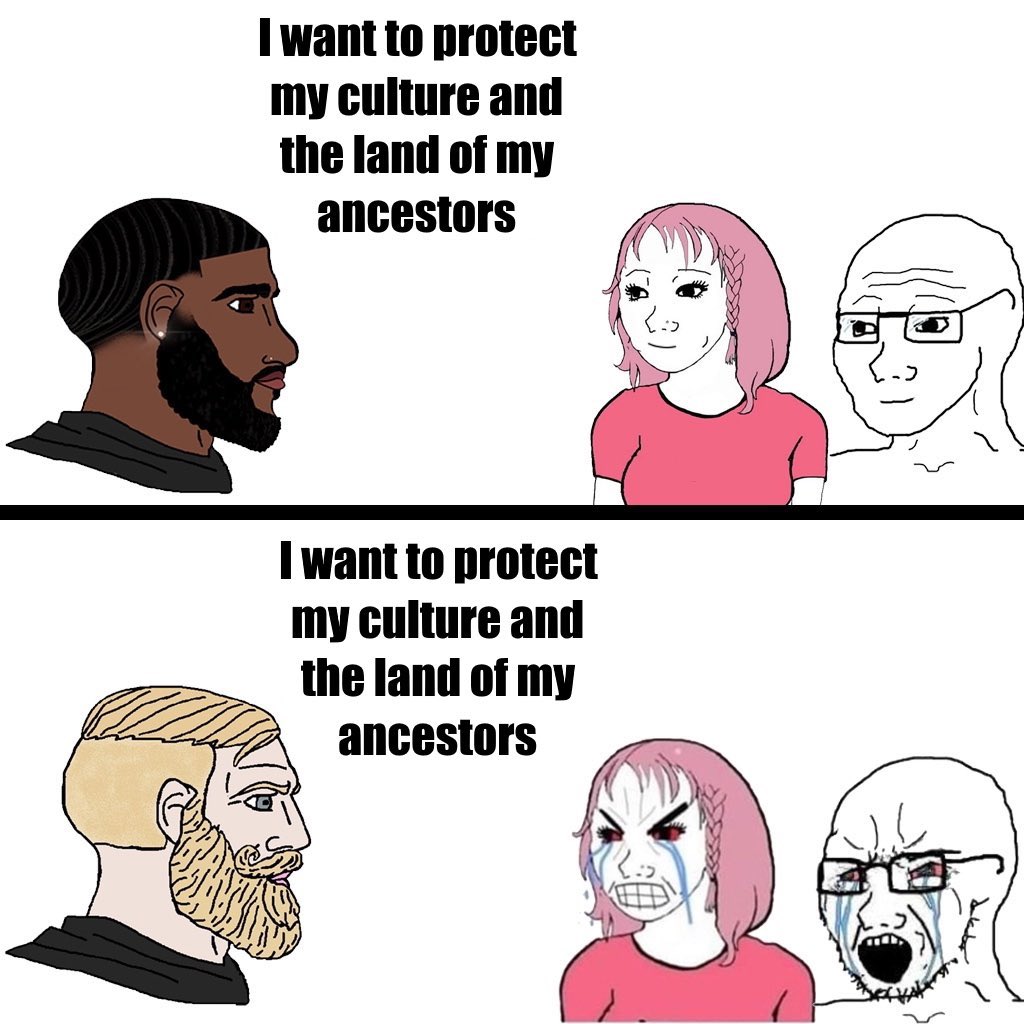 I want to protect
my culture and
the land of my
ancestors
I want to protect
my culture and
the land of my
ancestors